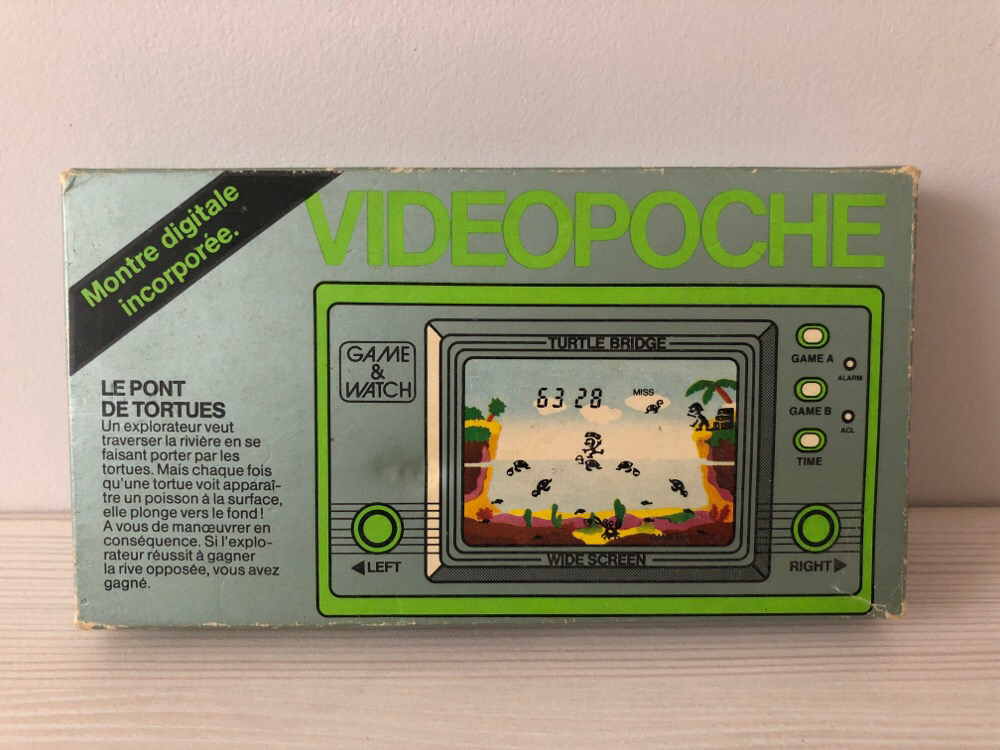 Montre digitale
incorporée.
VIDEOPOCHE
LE PONT
DE TORTUES
Un explorateur veut
traverser la rivière en se
faisant porter par les
tortues. Mais chaque fois
qu'une tortue voit apparaî-
tre un poisson à la surface,
elle plonge vers le fond!
A vous de manœuvrer en
conséquence. Si l'explo-
rateur réussit à gagner
la rive opposée, vous avez
gagné.
GAME
&
WATCH
TURTLE BRIDGE
63 28
MISS
WIDE SCREEN
◀LEFT
GAME A
ALARM
GAME B
ACL
TIME
RIGHT▶